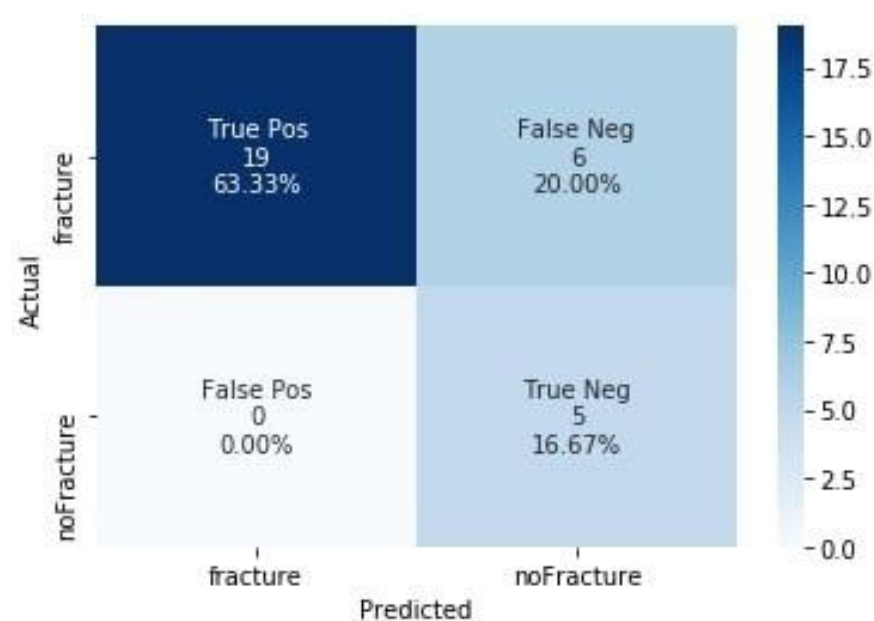 True Pos
19
63.33%
False Neg
6
20.00%
False Pos
0
0.00%
True Neg
5
16.67%
Actual
fracture
noFracture
fracture
noFracture
Predicted
17.5
15.0
12.5
10.0
7.5
5.0
2.5
0.0